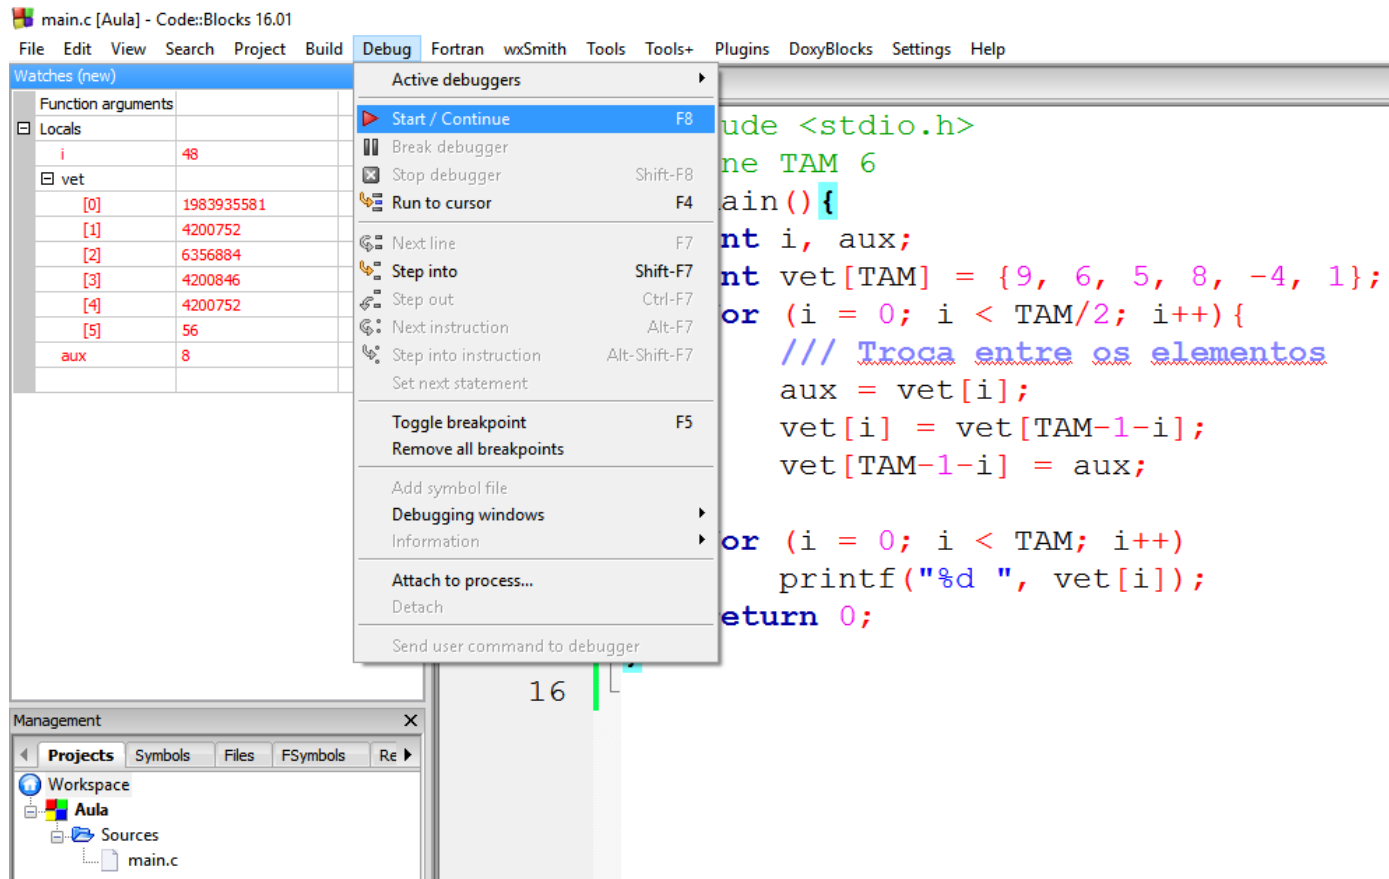 main.c [Aula] - Code::Blocks 16.01
File Edit View Search Project Build Debug Fortran wxSmith Tools Tools+ Plugins DoxyBlocks Settings Help
Watches (new)
Function arguments
Locals
i 48
vet
[0] 1983935581
[1] 4200752
[2] 6356884
[3] 4200846
[4] 4200752
[5] 56
aux 8
Active debuggers
Start / Continue F8
Break debugger
Stop debugger Shift-F8
Run to cursor F4
Next line F7
Step into Shift-F7
Step out Ctrl-F7
Next instruction Alt-F7
Step into instruction Alt-Shift-F7
Set next statement
Toggle breakpoint F5
Remove all breakpoints
Add symbol file
Debugging windows
Information
Attach to process...
Detach
Send user command to debugger
ude <stdio.h>
ne TAM 6
ain(){
nt i, aux;
nt vet[TAM] = {9, 6, 5, 8, -4, 1};
or (i = 0; i < TAM/2; i++){
/// Troca entre os elementos
aux = vet[i];
vet[i] = vet[TAM-1-i];
vet[TAM-1-i] = aux;
or (i = 0; i < TAM; i++)
printf("%d ", vet[i]);
eturn 0;
16
Management X
Projects Symbols Files FSymbols Re
Workspace
Aula
Sources
main.c